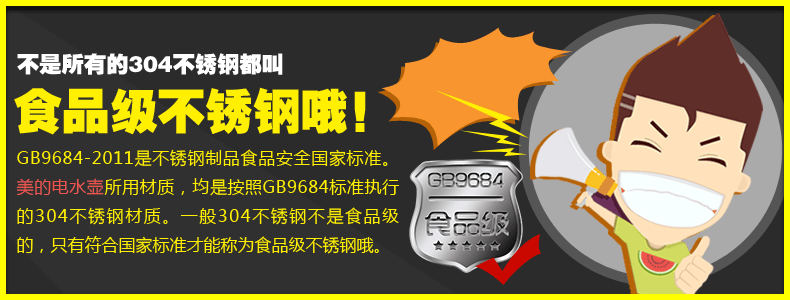 不是所有的304不锈钢都叫
食品级不锈钢哦！
GB9684-2011是不锈钢制品食品安全国家标准。
美的电水壶所用材质，均是按照GB9684标准执行
的304不锈钢材质。一般304不锈钢不是食品级
的，只有符合国家标准才能称为食品级不锈钢哦。
GB9684
食品级